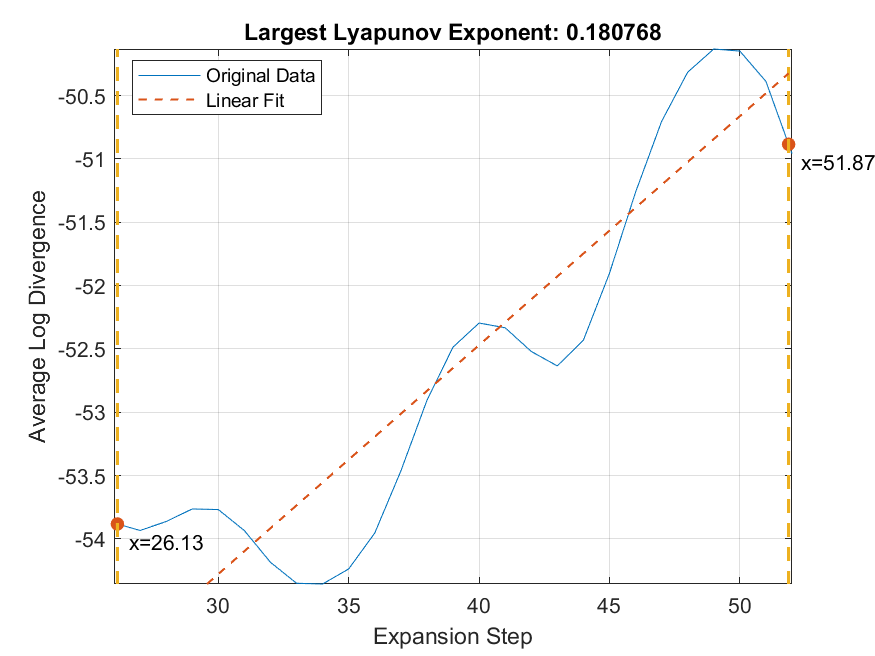 Largest Lyapunov Exponent: 0.180768
Original Data
Linear Fit
-50.5
-51
x=51.87
-51.5
-52
-52.5
-53
-53.5
-54
x=26.13
Average Log Divergence
30 35 40 45 50
Expansion Step